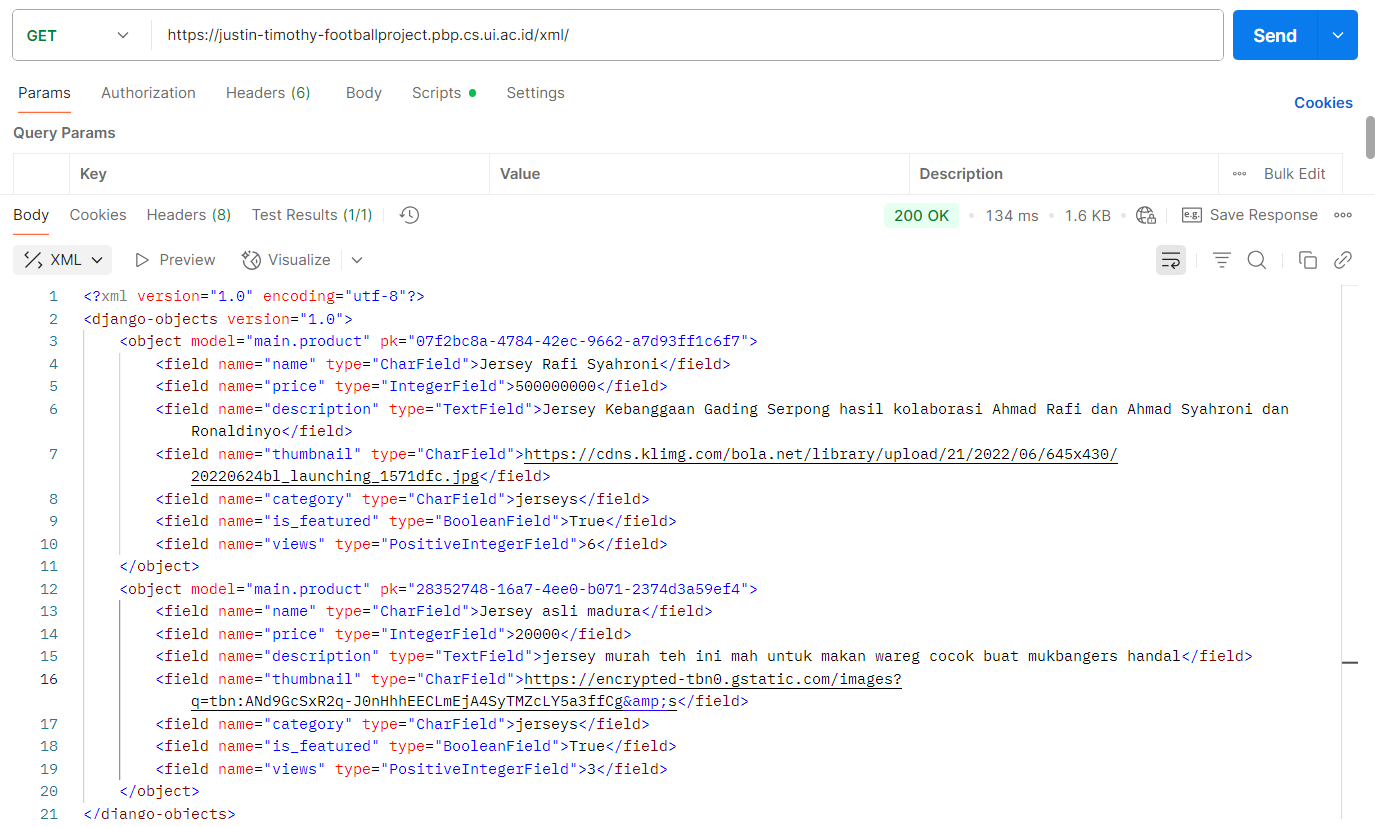 GET https://justin-timothy-footballproject.pbp.cs.ui.ac.id/xml/ Send
Params Authorization Headers (6) Body Scripts Settings Cookies
Query Params
Key Value Description Bulk Edit
Body Cookies Headers (8) Test Results (1/1) 200 OK 134 ms 1.6 KB e.g. Save Response
XML Preview Visualize
1 <?xml version="1.0" encoding="utf-8"?>
2 <django-objects version="1.0">
3 <object model="main.product" pk="07f2bc8a-4784-42ec-9662-a7d93ff1c6f7">
4 <field name="name" type="CharField">Jersey Rafi Syahroni</field>
5 <field name="price" type="IntegerField">500000000</field>
6 <field name="description" type="TextField">Jersey Kebanggaan Gading Serpong hasil kolaborasi Ahmad Rafi dan Ahmad Syahroni dan
Ronaldinyo</field>
7 <field name="thumbnail" type="CharField">https://cdns.klimg.com/bola.net/library/upload/21/2022/06/645x430/
20220624bl_launching_1571dfc.jpg</field>
8 <field name="category" type="CharField">jerseys</field>
9 <field name="is_featured" type="BooleanField">True</field>
10 <field name="views" type="PositiveIntegerField">6</field>
11 </object>
12 <object model="main.product" pk="28352748-16a7-4ee0-b071-2374d3a59ef4">
13 <field name="name" type="CharField">Jersey asli madura</field>
14 <field name="price" type="IntegerField">20000</field>
15 <field name="description" type="TextField">jersey murah teh ini mah untuk makan wareg cocok buat mukbangers handal</field>
16 <field name="thumbnail" type="CharField">https://encrypted-tbn0.gstatic.com/images?
q=tbn:ANd9GcSxR2q-J0nHhhEECLmEjA4SyTMZcLY5a3ffCg&amp;s</field>
17 <field name="category" type="CharField">jerseys</field>
18 <field name="is_featured" type="BooleanField">True</field>
19 <field name="views" type="PositiveIntegerField">3</field>
20 </object>
21 </django-objects>